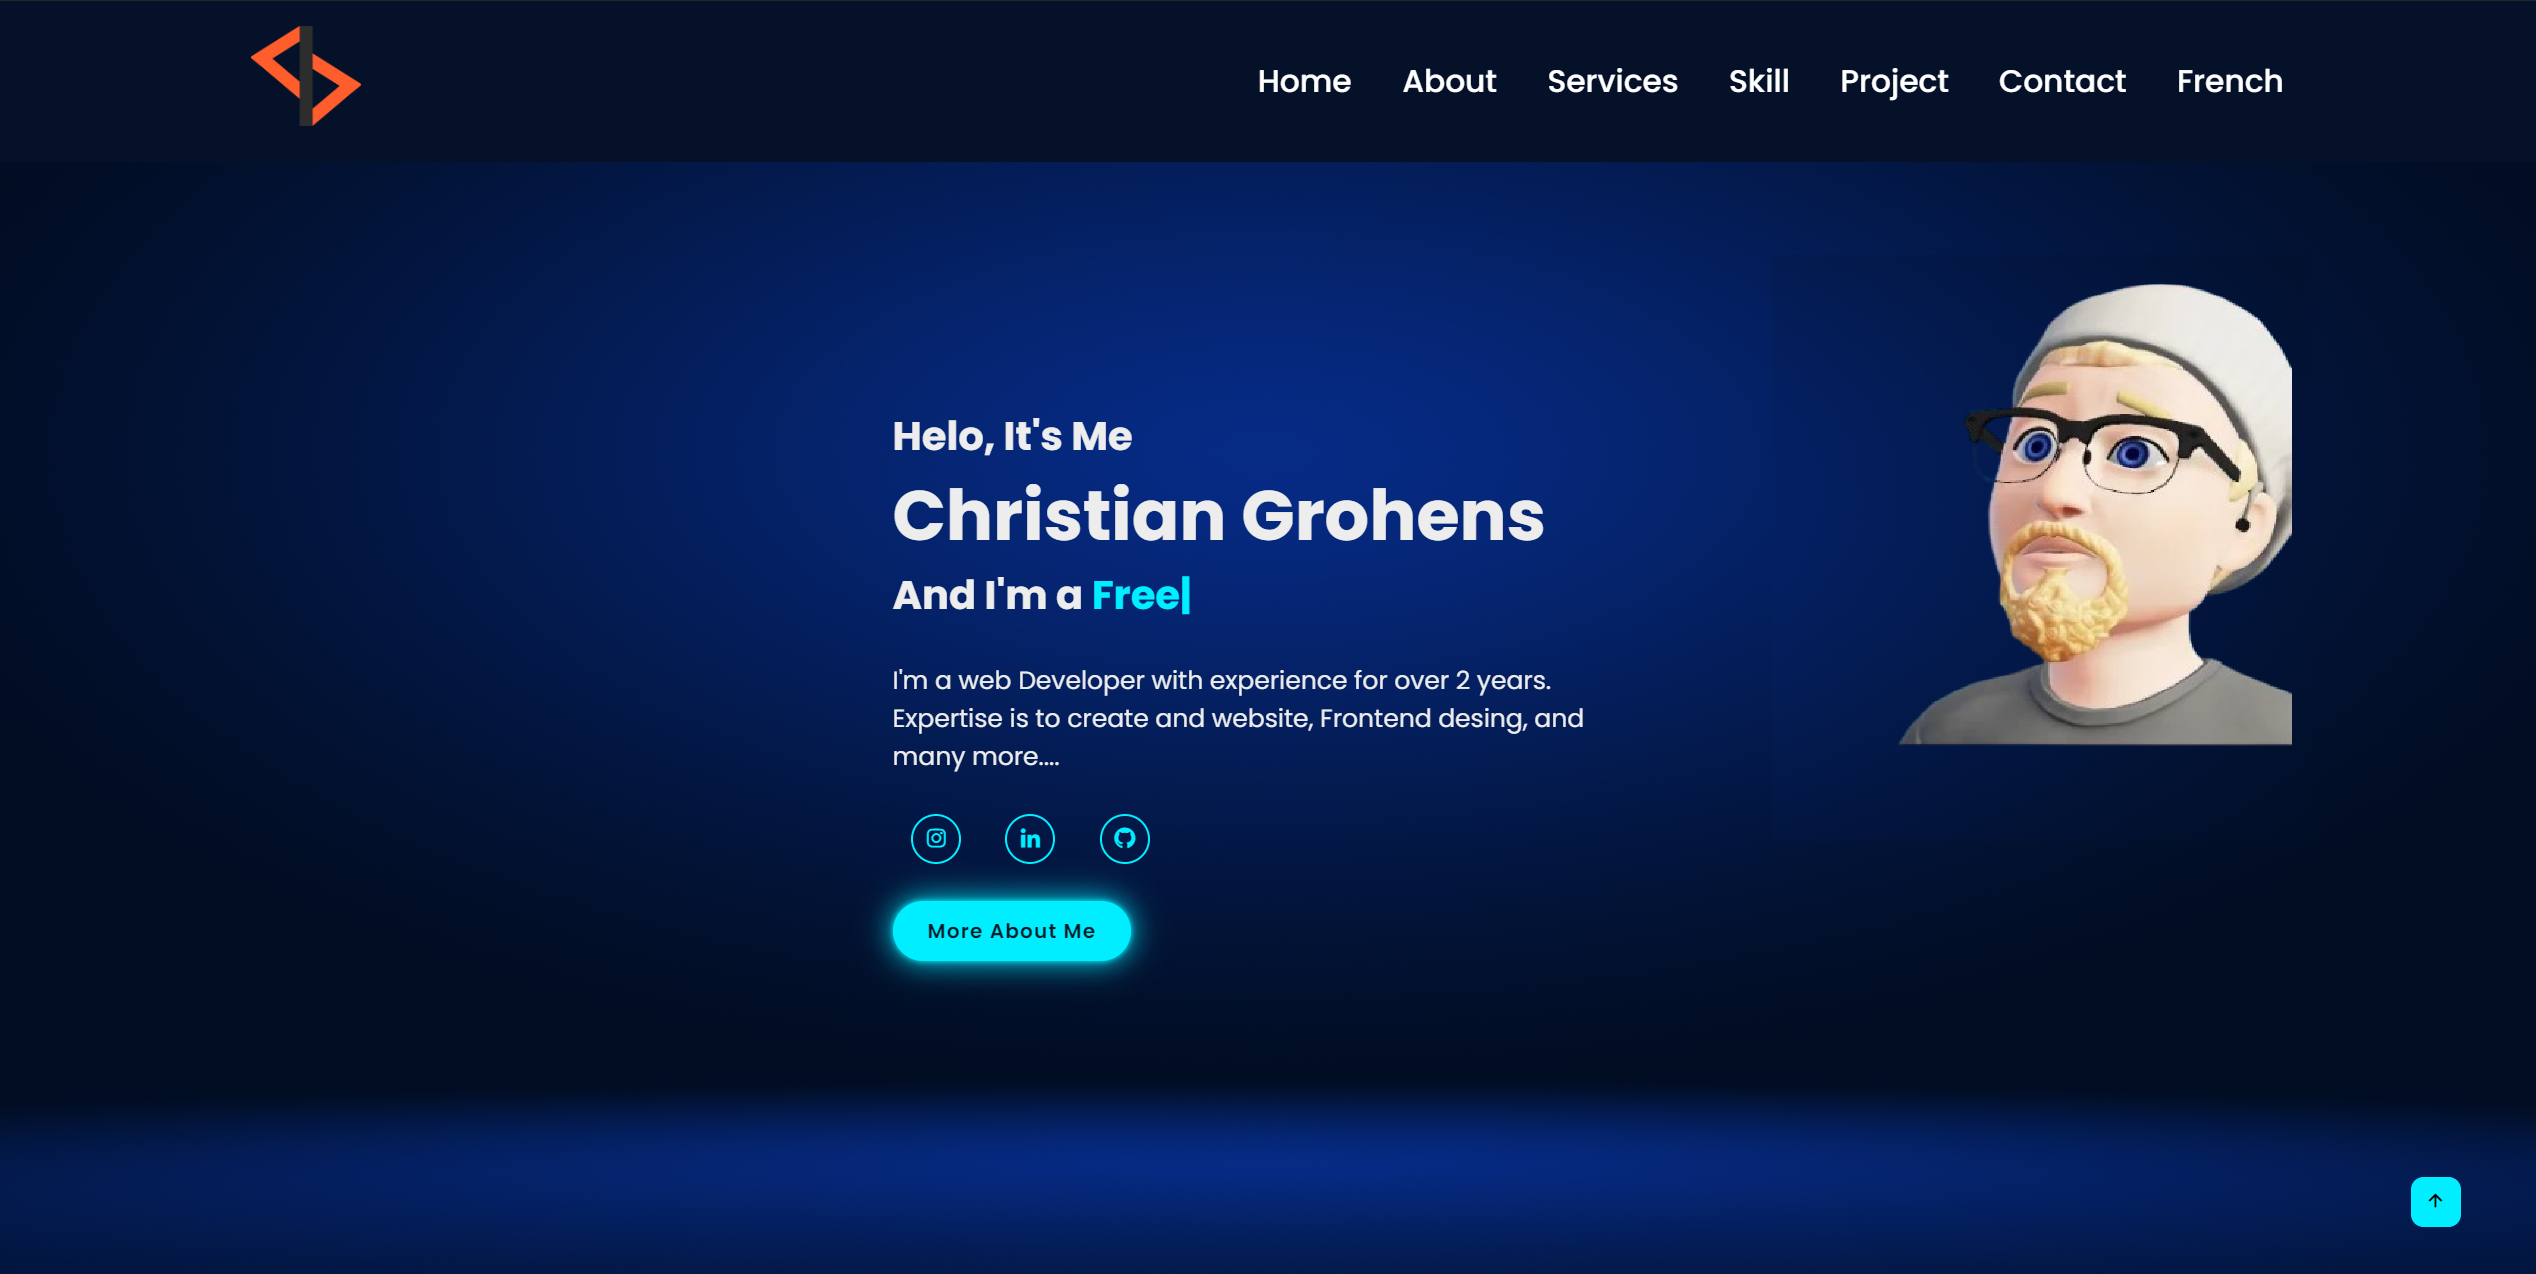 Home About Services Skill Project Contact French
Helo, It's Me
Christian Grohens
And I'm a Free|
I'm a web Developer with experience for over 2 years.
Expertise is to create and website, Frontend desing, and
many more....
in
More About Me